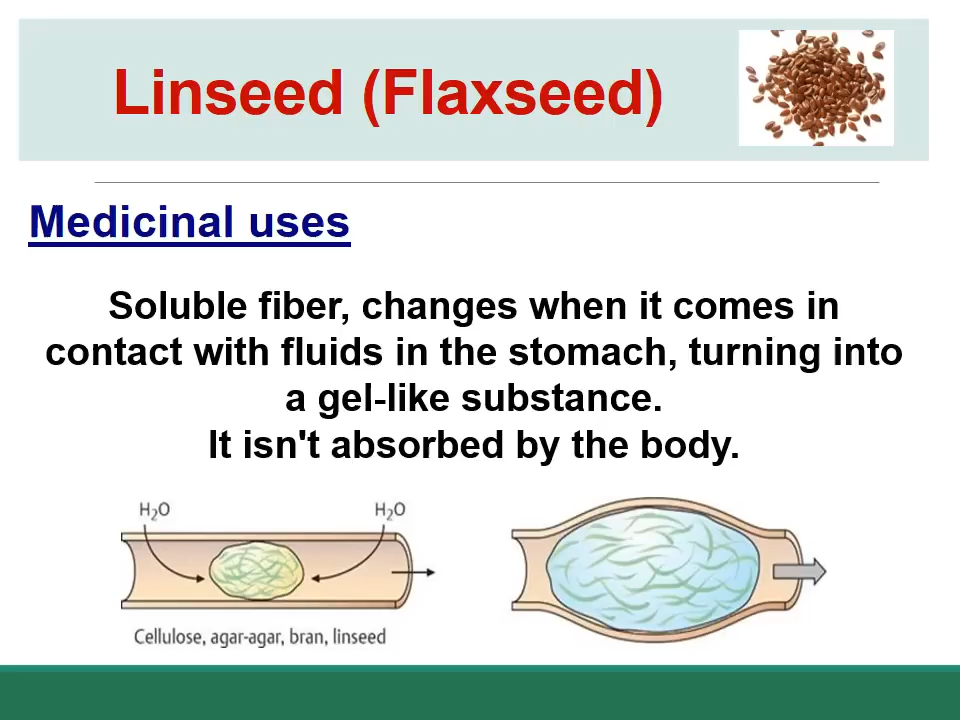 Linseed (Flaxseed)
Medicinal uses
Soluble fiber, changes when it comes in
contact with fluids in the stomach, turning into
a gel-like substance.
It isn't absorbed by the body.
H₂O
H₂O
Cellulose, agar-agar, bran, linseed